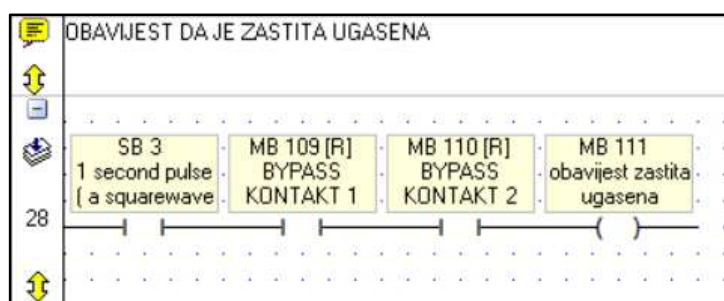 OBAVIJEST DA JE ZASTITA UGASENA
SB 3
1 second pulse
( a squarewave
MB 109 [R]
BYPASS
KONTAKT 1
MB 110 [R]
BYPASS
KONTAKT 2
MB 111
obavijest zastita
ugasena
28